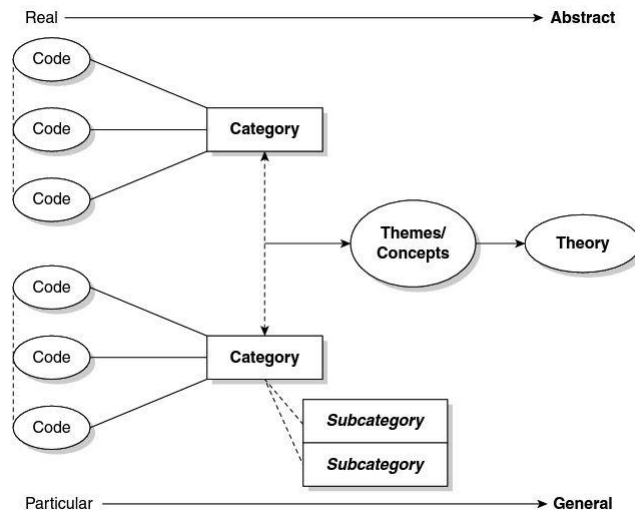 Real
Abstract
Code
Code
Category
Code
Themes/
Concepts
Theory
Code
Code
Category
Code
Subcategory
Subcategory
Particular
General